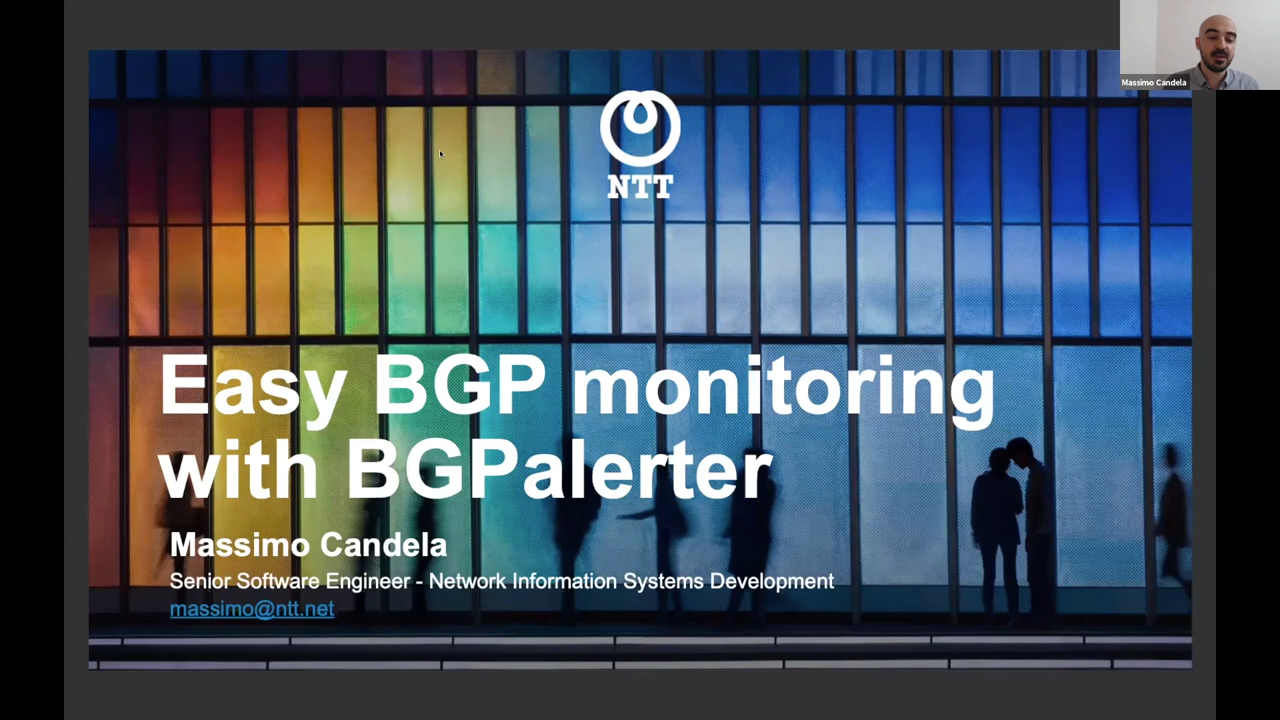 Massimo Candela
NTT
Easy BGP monitoring
with BGPalerter
Massimo Candela
Senior Software Engineer - Network Information Systems Development
massimo@ntt.net